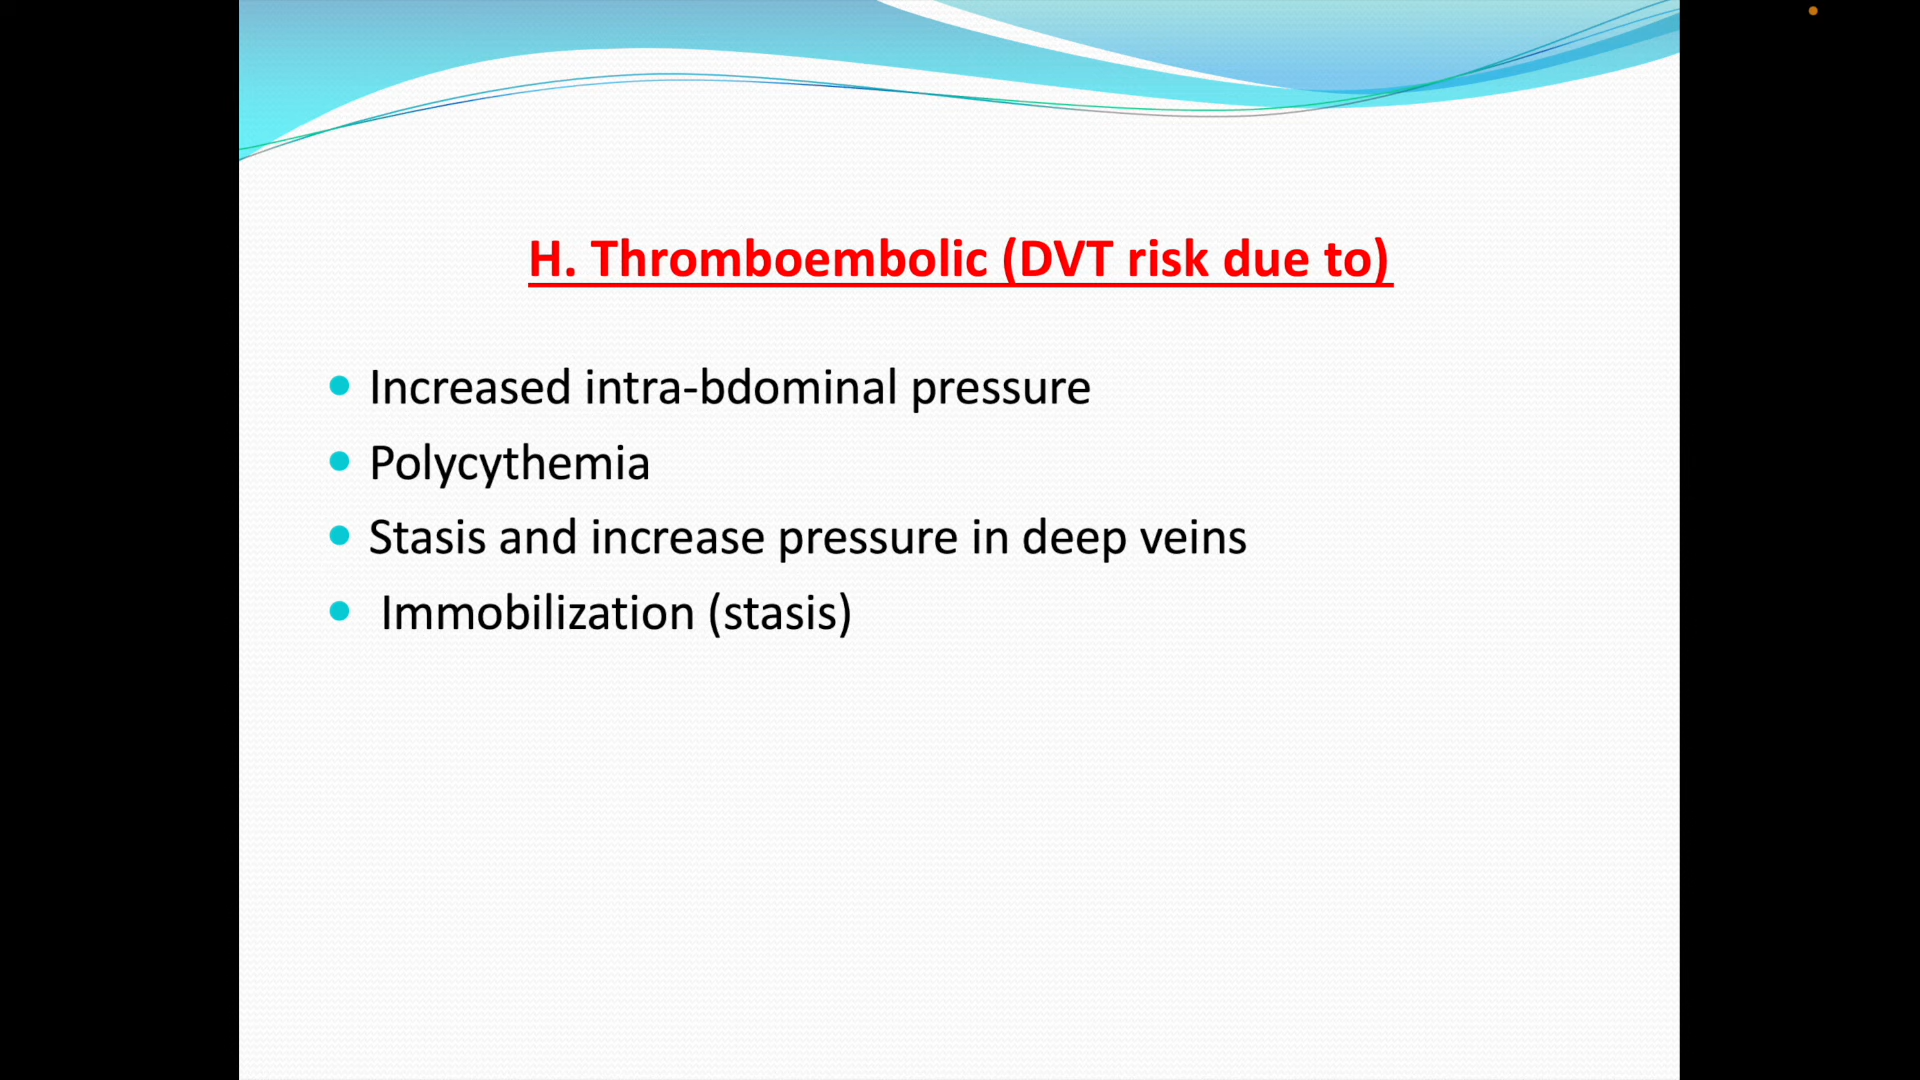 H. Thromboembolic (DVT risk due to)
Increased intra-bdominal pressure
Polycythemia
Stasis and increase pressure in deep veins
Immobilization (stasis)